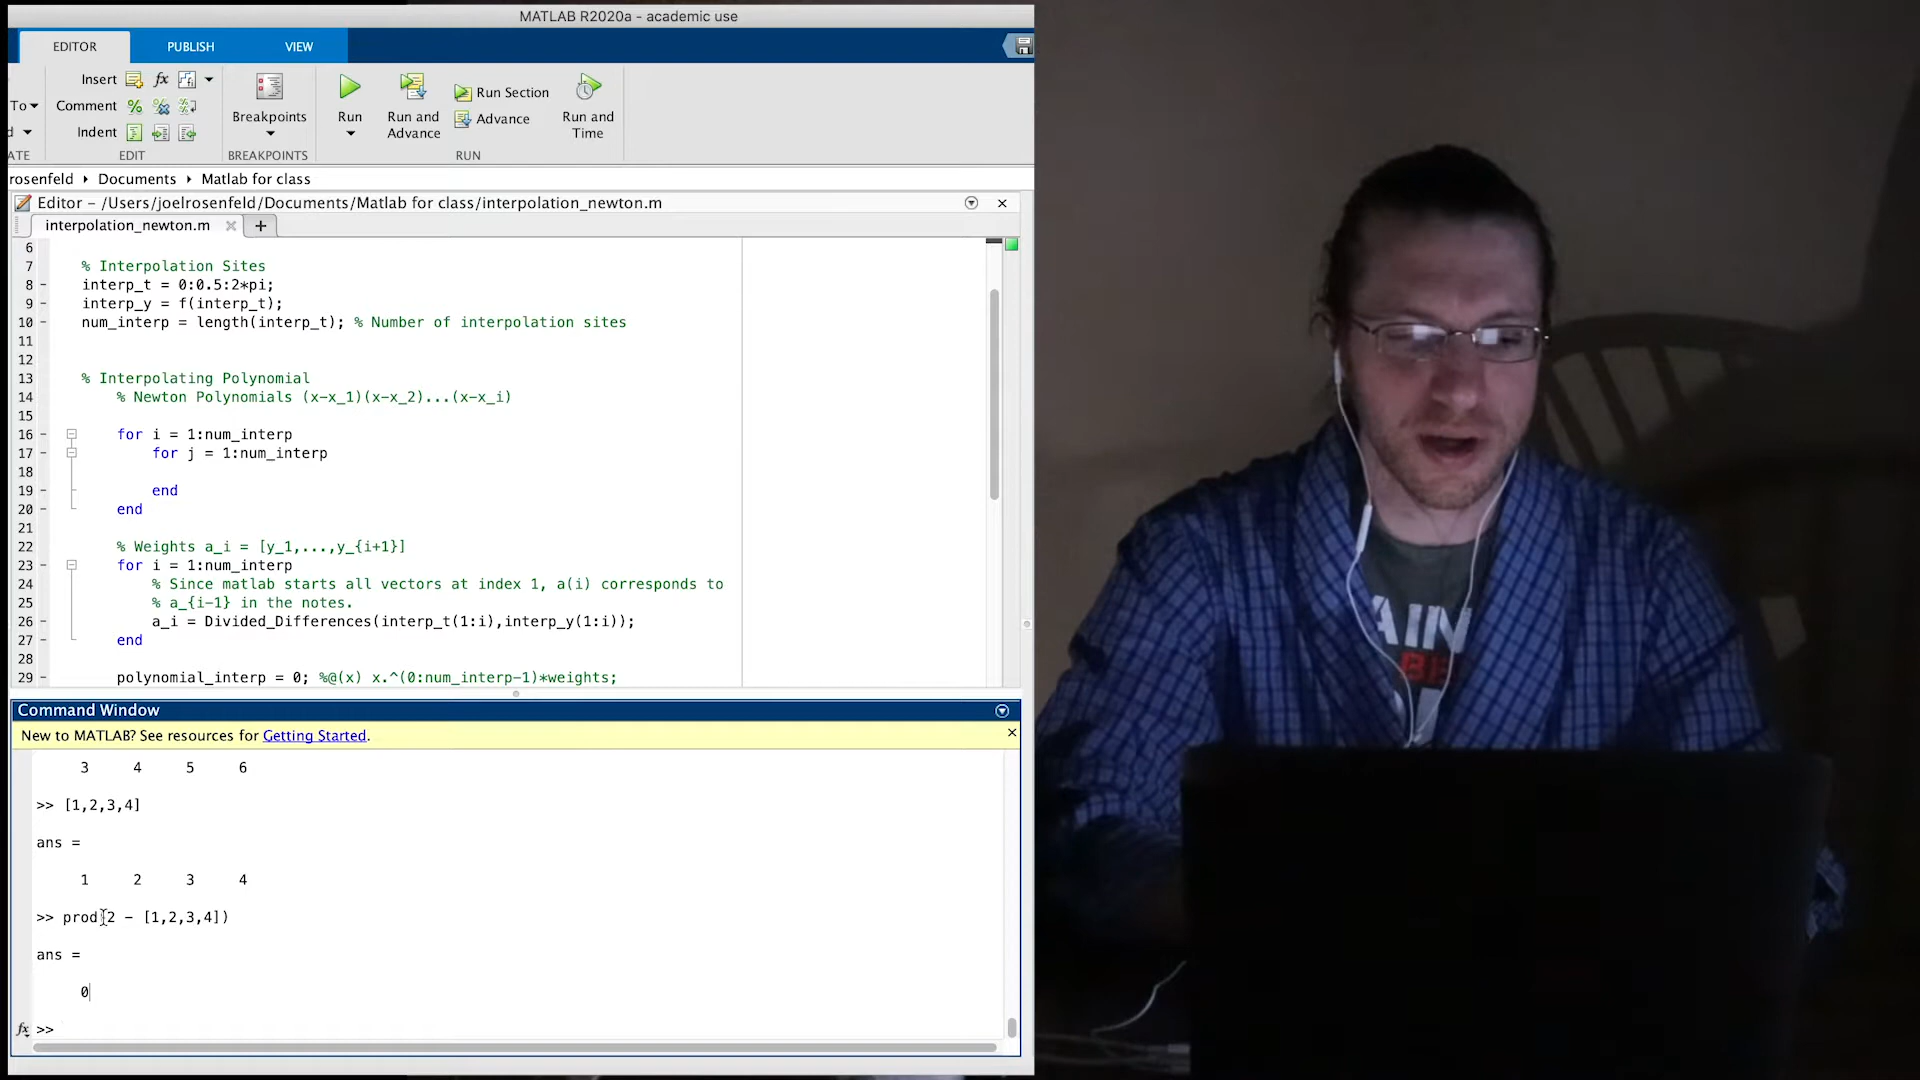 MATLAB R2020a - academic use
EDITOR PUBLISH VIEW
Insert fx
To Comment % Breakpoints Run Run and Advance Run Section Advance Run and Time
d Indent
ATE EDIT BREAKPOINTS RUN
rosenfeld ▸ Documents ▸ Matlab for class
Editor – /Users/joelrosenfeld/Documents/Matlab for class/interpolation_newton.m
interpolation_newton.m × +
6
7 % Interpolation Sites
8 – interp_t = 0:0.5:2*pi;
9 – interp_y = f(interp_t);
10 – num_interp = length(interp_t); % Number of interpolation sites
11
12
13 % Interpolating Polynomial
14 % Newton Polynomials (x-x_1)(x-x_2)...(x-x_i)
15
16 – for i = 1:num_interp
17 – for j = 1:num_interp
18
19 – end
20 – end
21
22 % Weights a_i = [y_1,...,y_{i+1}]
23 – for i = 1:num_interp
24 % Since matlab starts all vectors at index 1, a(i) corresponds to
25 % a_{i-1} in the notes.
26 – a_i = Divided_Differences(interp_t(1:i),interp_y(1:i));
27 – end
28
29 – polynomial_interp = 0; %@(x) x.^(0:num_interp-1)*weights;
Command Window
New to MATLAB? See resources for Getting Started.
3 4 5 6
>> [1,2,3,4]
ans =
1 2 3 4
>> prod(2 - [1,2,3,4])
ans =
0
fx >>